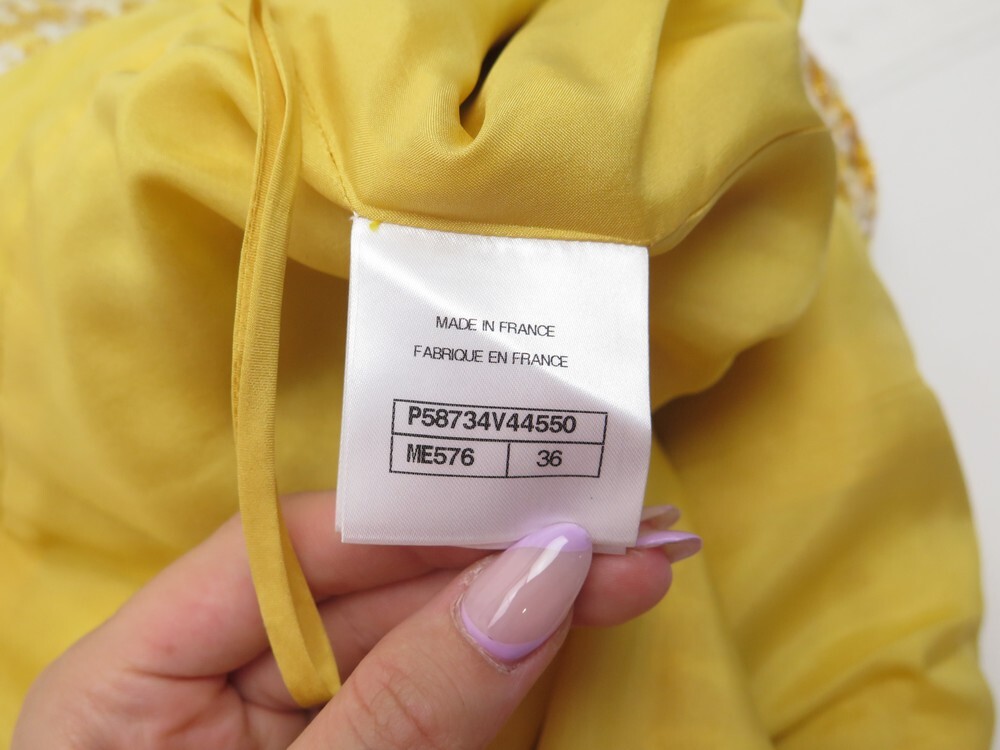 MADE IN FRANCE
FABRIQUE EN FRANCE
P58734V44550
ME576 36